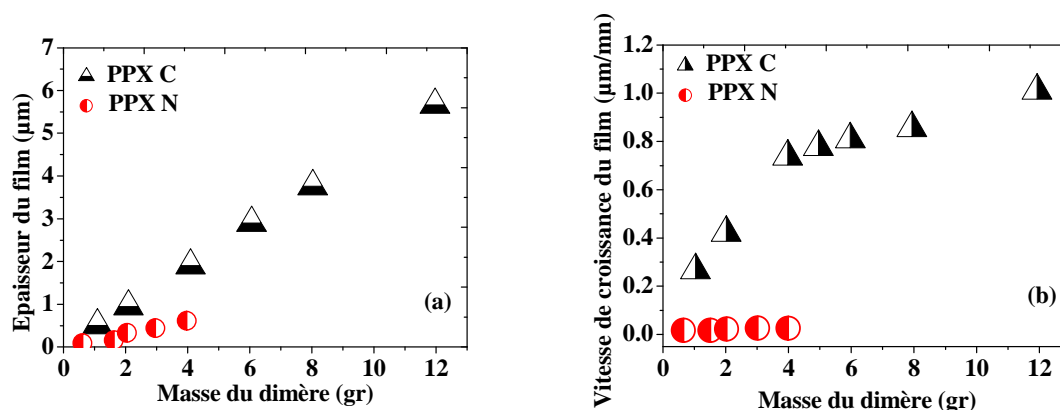 7
6
5
4
3
2
1
0
Epaisseur du film (µm)
PPX C
PPX N
(a)
0 2 4 6 8 10 12
Masse du dimère (gr)
1.2
1.0
0.8
0.6
0.4
0.2
0.0
Vitesse de croissance du film (µm/mn)
PPX C
PPX N
(b)
0 2 4 6 8 10 12
Masse du dimère (gr)